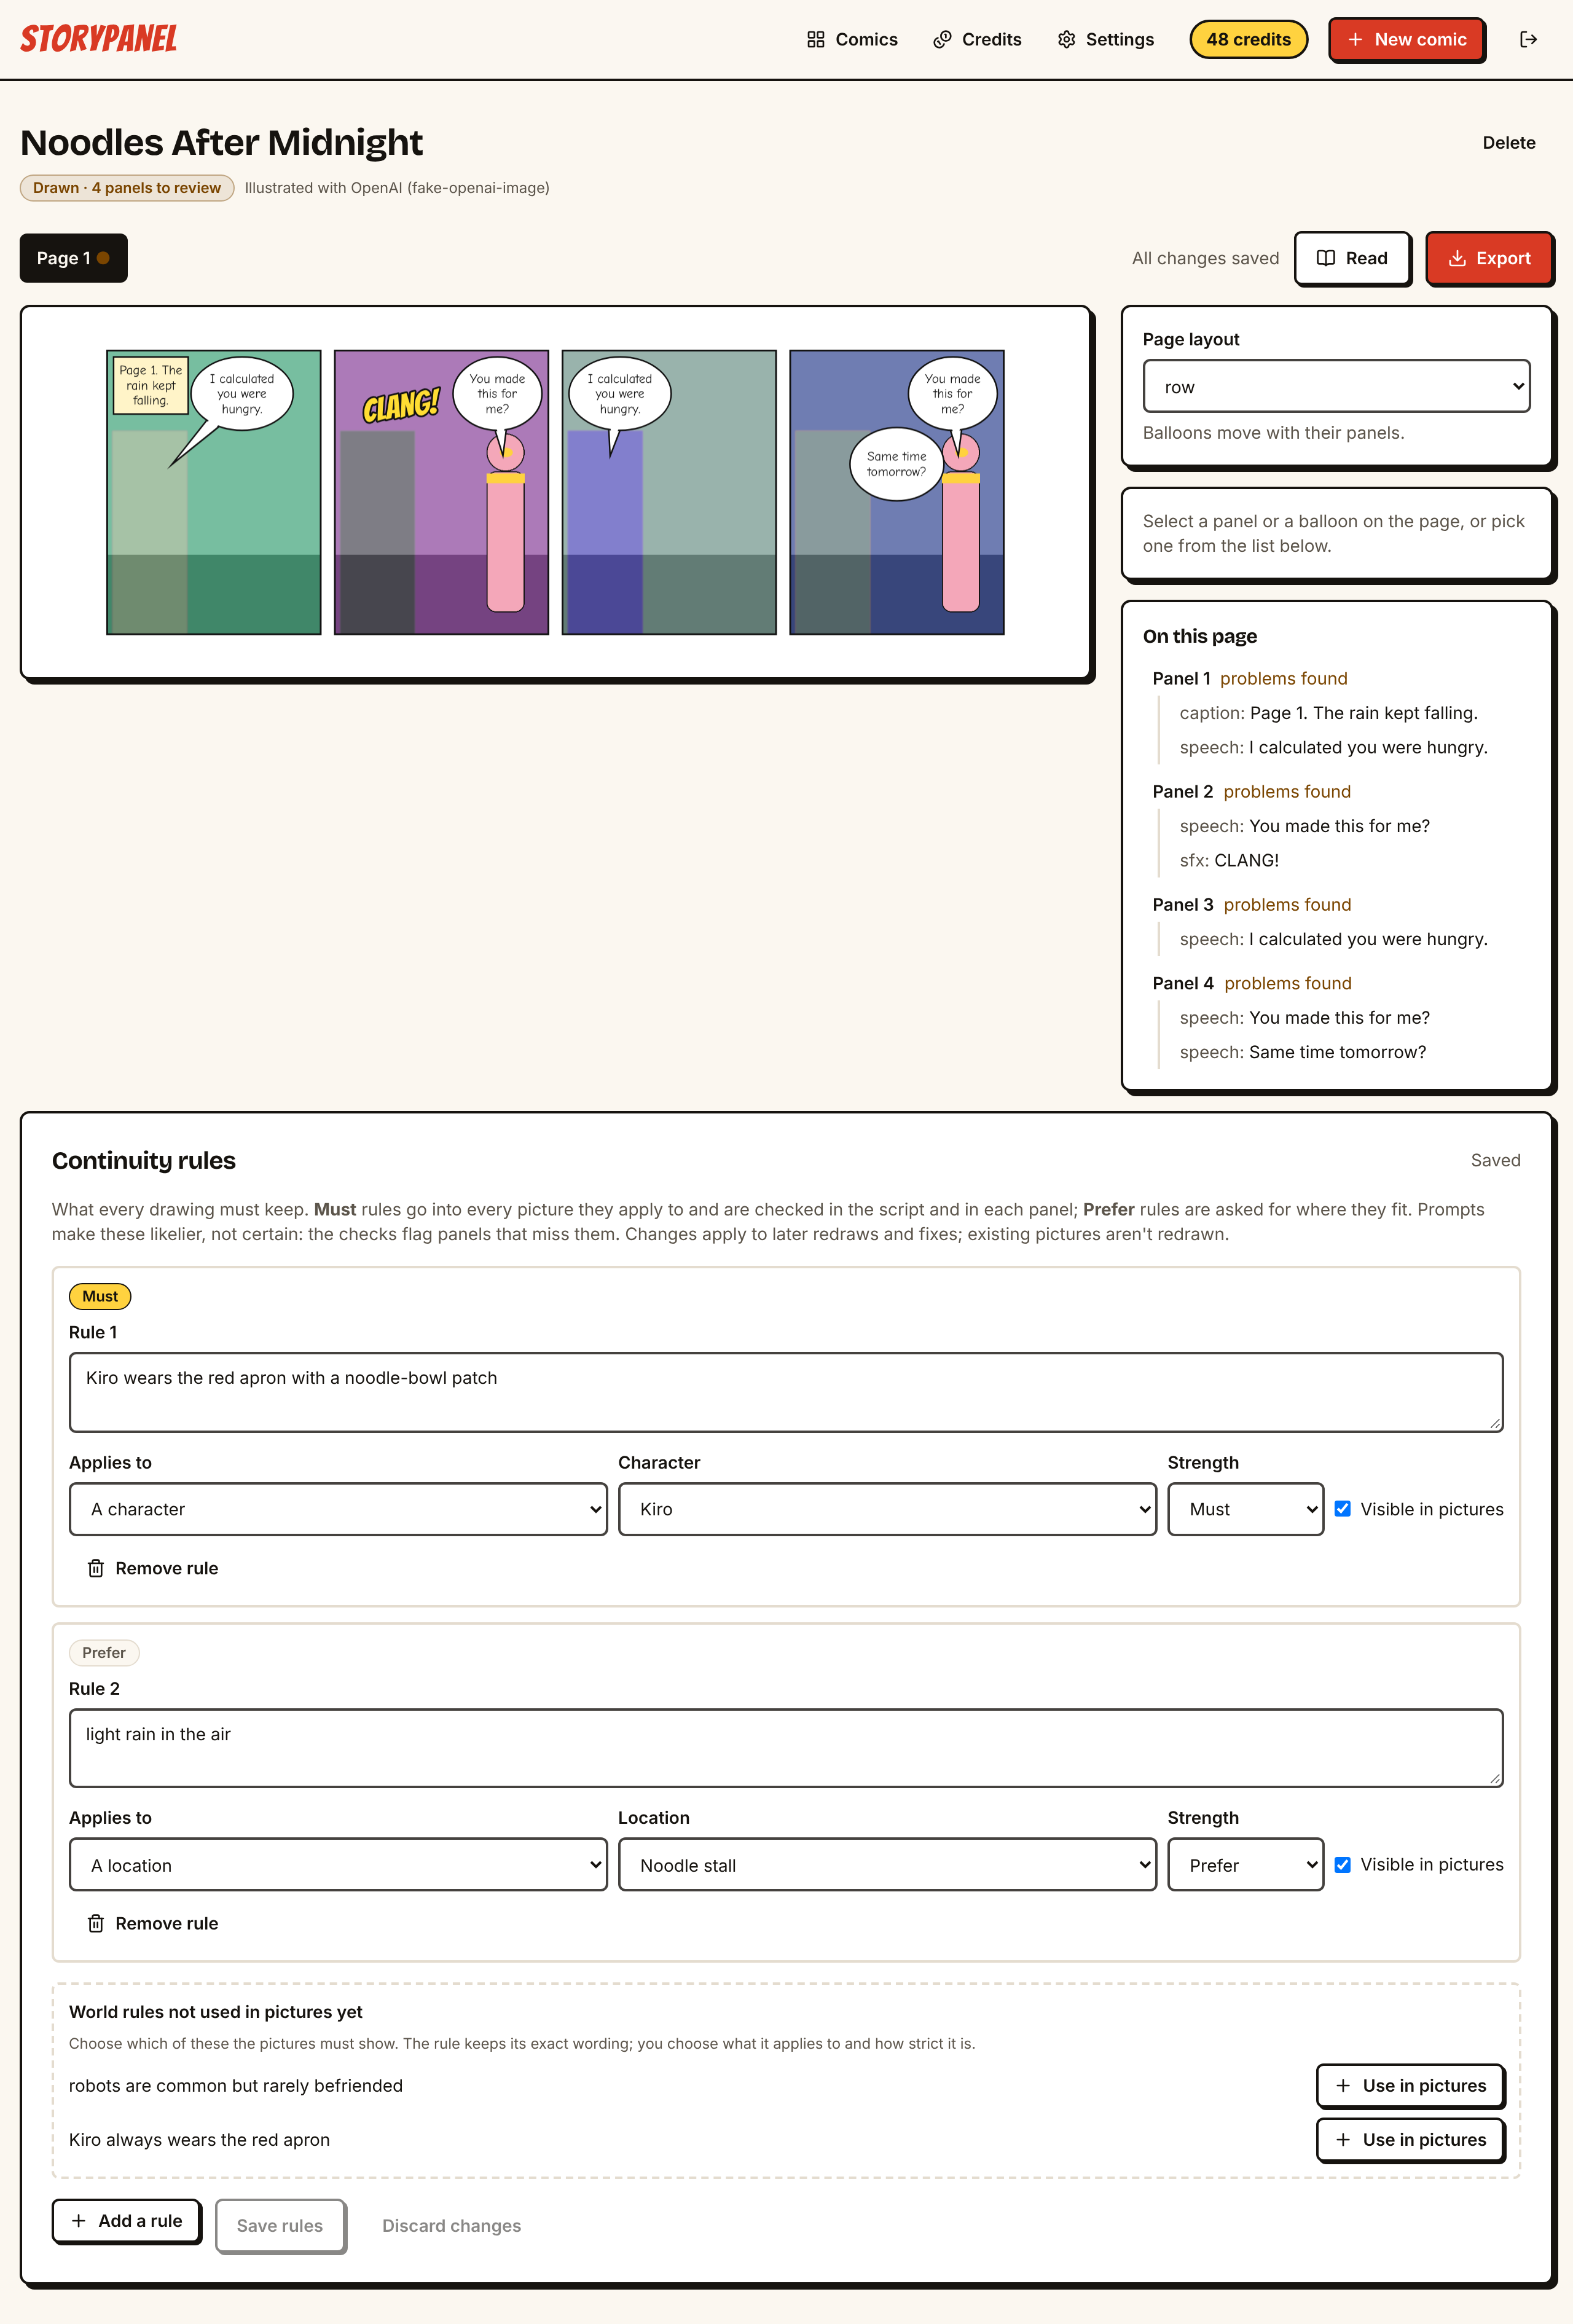 STORYPANEL
Comics
Credits
Settings
48 credits
New comic
Noodles After Midnight
Delete
Drawn · 4 panels to review
Illustrated with OpenAI (fake-openai-image)
Page 1
All changes saved
Read
Export
Page 1. The
rain kept
falling.
I calculated
you were
hungry.
CLANG!
You made
this for
me?
I calculated
you were
hungry.
You made
this for
me?
Same time
tomorrow?
Page layout
row
Balloons move with their panels.
Select a panel or a balloon on the page, or pick
one from the list below.
On this page
Panel 1 problems found
caption: Page 1. The rain kept falling.
speech: I calculated you were hungry.
Panel 2 problems found
speech: You made this for me?
sfx: CLANG!
Panel 3 problems found
speech: I calculated you were hungry.
Panel 4 problems found
speech: You made this for me?
speech: Same time tomorrow?
Continuity rules
Saved
What every drawing must keep. Must rules go into every picture they apply to and are checked in the script and in each panel; Prefer rules are asked for where they fit. Prompts
make these likelier, not certain: the checks flag panels that miss them. Changes apply to later redraws and fixes; existing pictures aren't redrawn.
Must
Rule 1
Kiro wears the red apron with a noodle-bowl patch
Applies to
Character
Strength
A character
Kiro
Must
Visible in pictures
Remove rule
Prefer
Rule 2
light rain in the air
Applies to
Location
Strength
A location
Noodle stall
Prefer
Visible in pictures
Remove rule
World rules not used in pictures yet
Choose which of these the pictures must show. The rule keeps its exact wording; you choose what it applies to and how strict it is.
robots are common but rarely befriended
Use in pictures
Kiro always wears the red apron
Use in pictures
Add a rule
Save rules
Discard changes